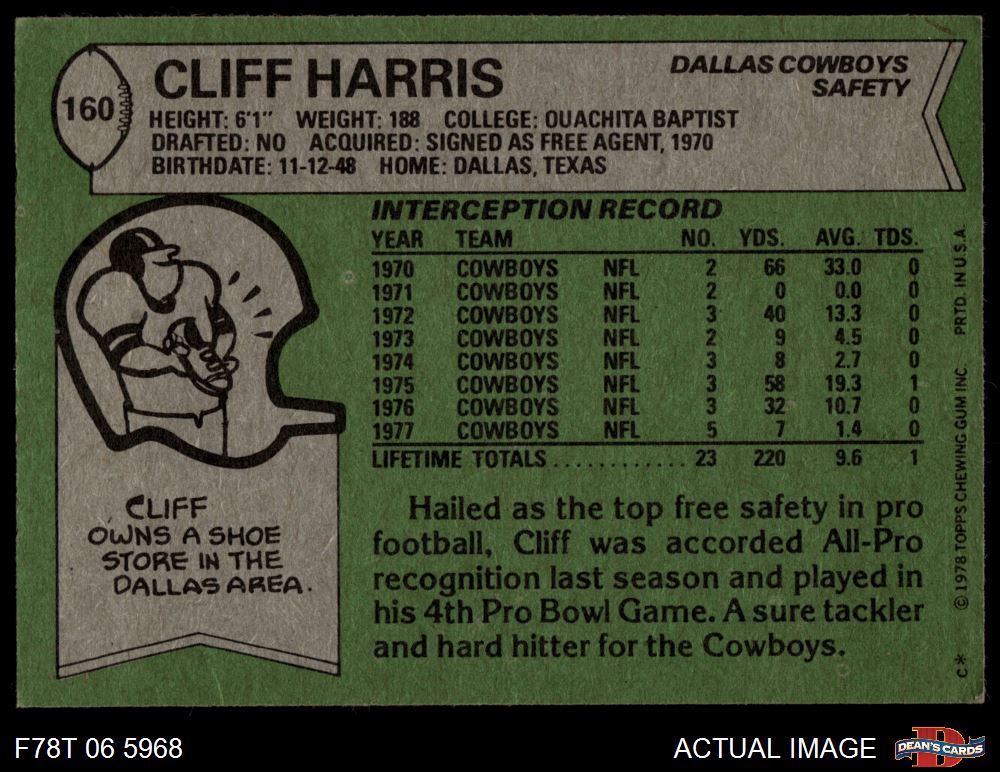 160
CLIFF HARRIS
DALLAS COWBOYS
SAFETY
HEIGHT: 6'1" WEIGHT: 188 COLLEGE: OUACHITA BAPTIST
DRAFTED: NO ACQUIRED: SIGNED AS FREE AGENT, 1970
BIRTHDATE: 11-12-48 HOME: DALLAS, TEXAS
INTERCEPTION RECORD
YEAR TEAM NO. YDS. AVG. TDS.
1970 COWBOYS NFL 2 66 33.0 0
1971 COWBOYS NFL 2 0 0.0 0
1972 COWBOYS NFL 3 40 13.3 0
1973 COWBOYS NFL 2 9 4.5 0
1974 COWBOYS NFL 3 8 2.7 0
1975 COWBOYS NFL 3 58 19.3 1
1976 COWBOYS NFL 3 32 10.7 0
1977 COWBOYS NFL 5 7 1.4 0
LIFETIME TOTALS............ 23 220 9.6 1
CLIFF
OWNS A SHOE
STORE IN THE
DALLAS AREA.
Hailed as the top free safety in pro
football, Cliff was accorded All-Pro
recognition last season and played in
his 4th Pro Bowl Game. A sure tackler
and hard hitter for the Cowboys.
C* © 1978 TOPPS CHEWING GUM INC. PRTD. IN U.S.A.
F78T 06 5968
ACTUAL IMAGE
D
DEAN'S CARDS